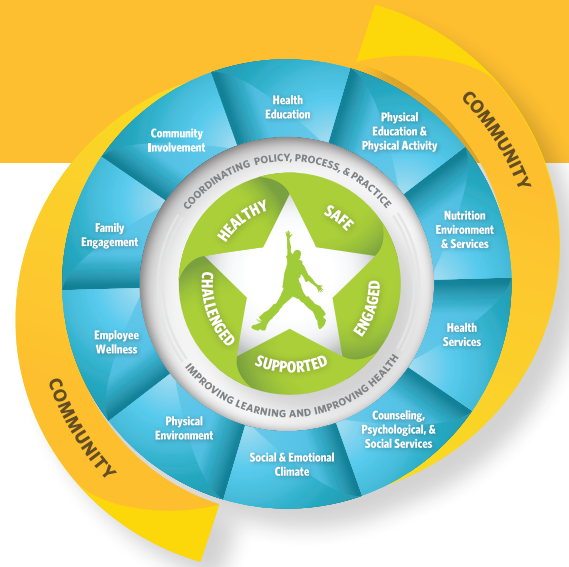 COMMUNITY
Health
Education
Physical
Education &
Physical Activity
Nutrition
Environment
& Services
Health
Services
Counseling,
Psychological, &
Social Services
Social & Emotional
Climate
Physical
Environment
Employee
Wellness
Family
Engagement
Community
Involvement
COORDINATING POLICY, PROCESS, & PRACTICE
IMPROVING LEARNING AND IMPROVING HEALTH
HEALTHY
SAFE
ENGAGED
SUPPORTED
CHALLENGED
COMMUNITY